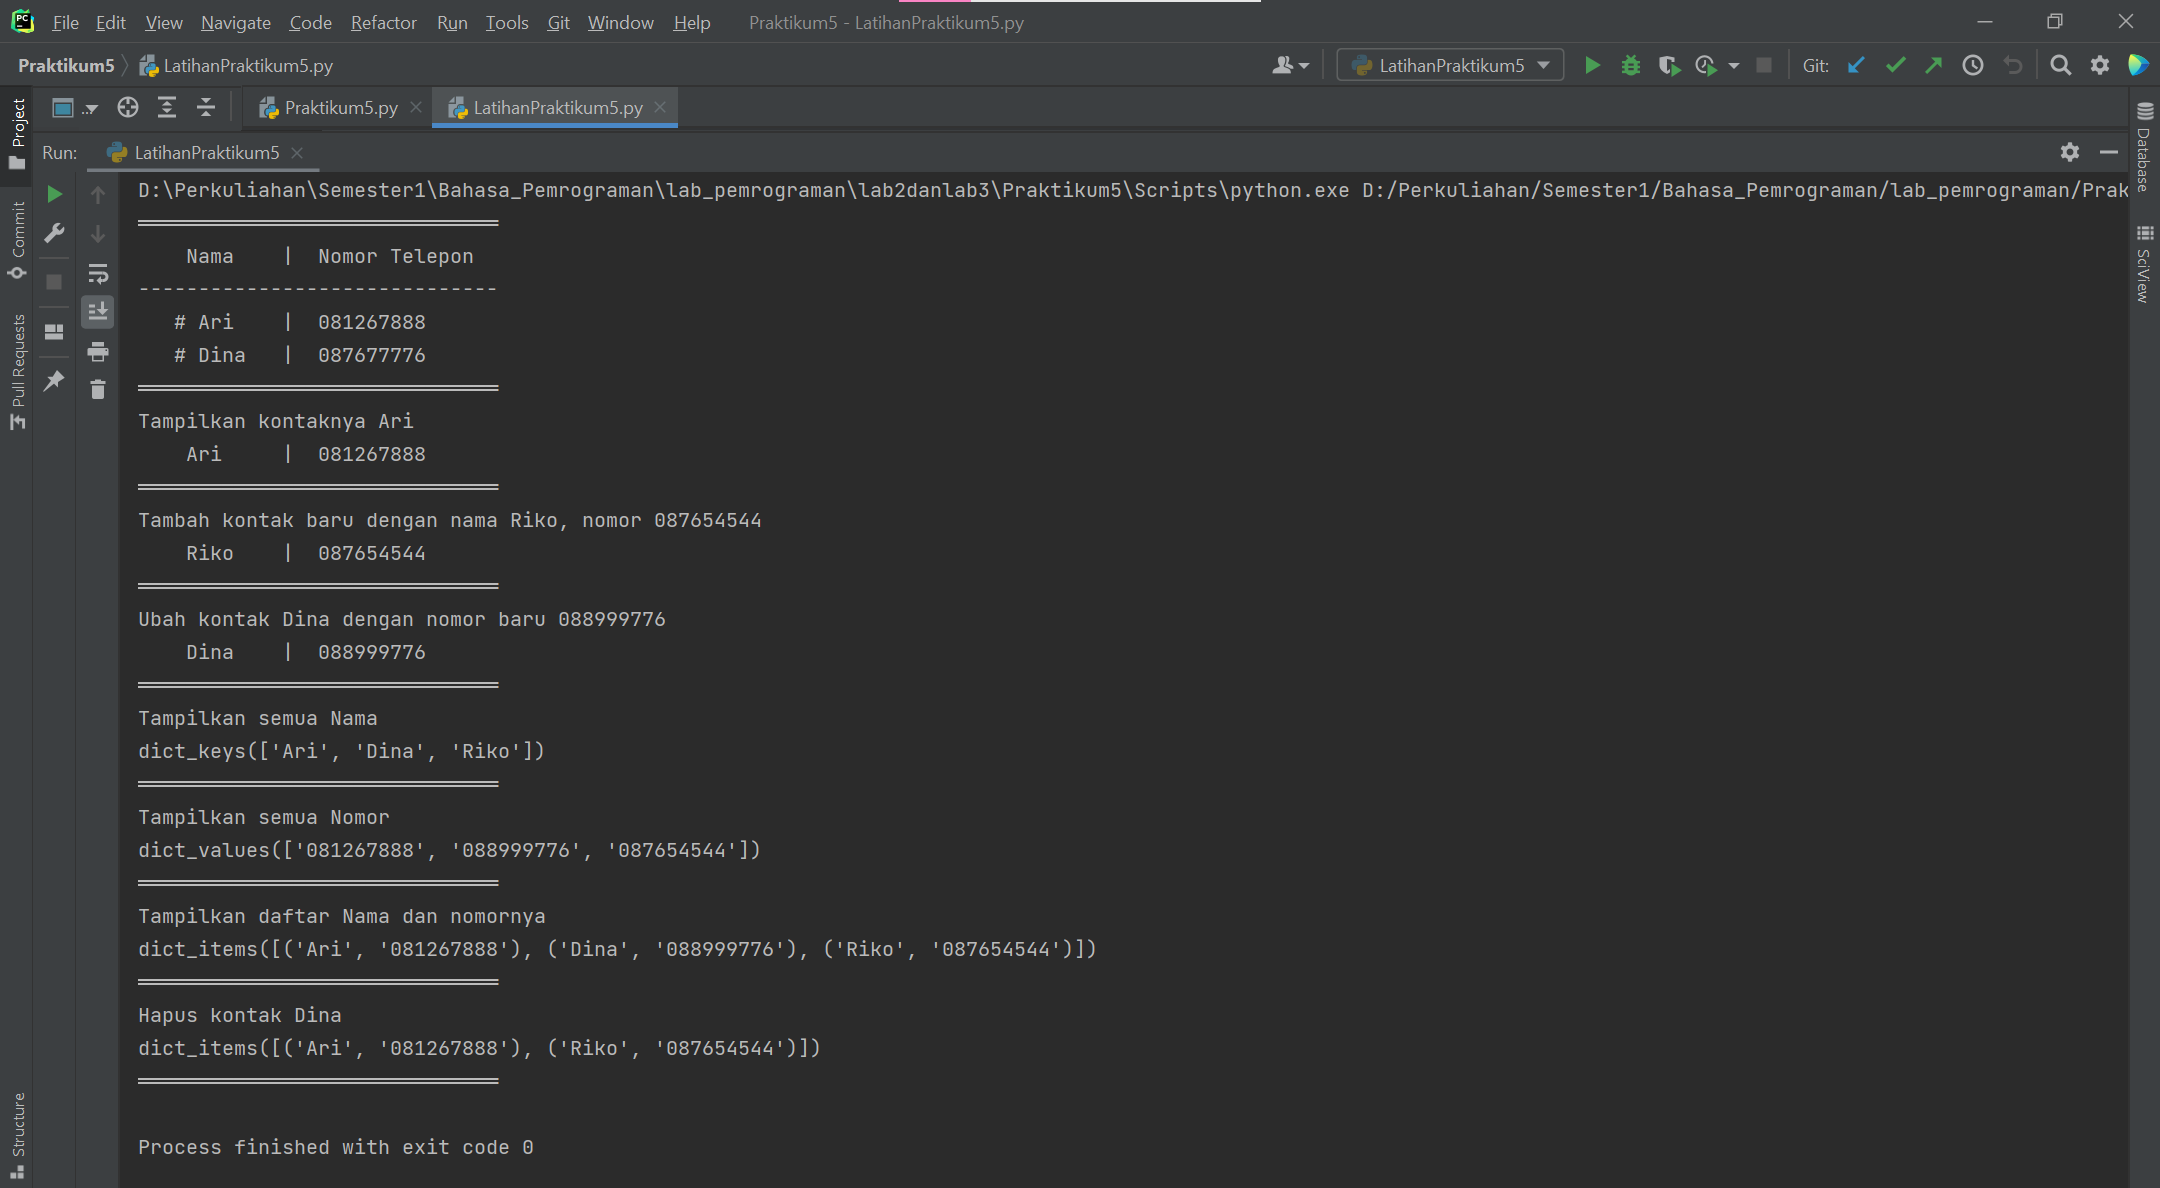 File Edit View Navigate Code Refactor Run Tools Git Window Help Praktikum5 - LatihanPraktikum5.py
Praktikum5 LatihanPraktikum5.py LatihanPraktikum5 Git:
Praktikum5.py LatihanPraktikum5.py
Run: LatihanPraktikum5
D:\Perkuliahan\Semester1\Bahasa_Pemrograman\lab_pemrograman\lab2danlab3\Praktikum5\Scripts\python.exe D:/Perkuliahan/Semester1/Bahasa_Pemrograman/lab_pemrograman/Prak
==============================
    Nama    |  Nomor Telepon
------------------------------
   # Ari    |  081267888
   # Dina   |  087677776
==============================
Tampilkan kontaknya Ari
    Ari     |  081267888
==============================
Tambah kontak baru dengan nama Riko, nomor 087654544
    Riko    |  087654544
==============================
Ubah kontak Dina dengan nomor baru 088999776
    Dina    |  088999776
==============================
Tampilkan semua Nama
dict_keys(['Ari', 'Dina', 'Riko'])
==============================
Tampilkan semua Nomor
dict_values(['081267888', '088999776', '087654544'])
==============================
Tampilkan daftar Nama dan nomornya
dict_items([('Ari', '081267888'), ('Dina', '088999776'), ('Riko', '087654544')])
==============================
Hapus kontak Dina
dict_items([('Ari', '081267888'), ('Riko', '087654544')])
==============================
Process finished with exit code 0
Project
Commit
Pull Requests
Structure
Database
SciView